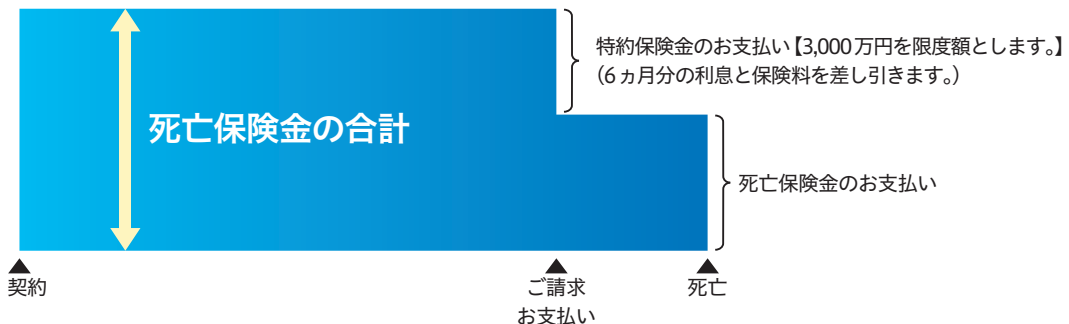 特約保険金のお支払い【3,000万円を限度額とします。】
（6ヵ月分の利息と保険料を差し引きます。）
死亡保険金の合計
死亡保険金のお支払い
▲
契約
▲
ご請求
お支払い
▲
死亡